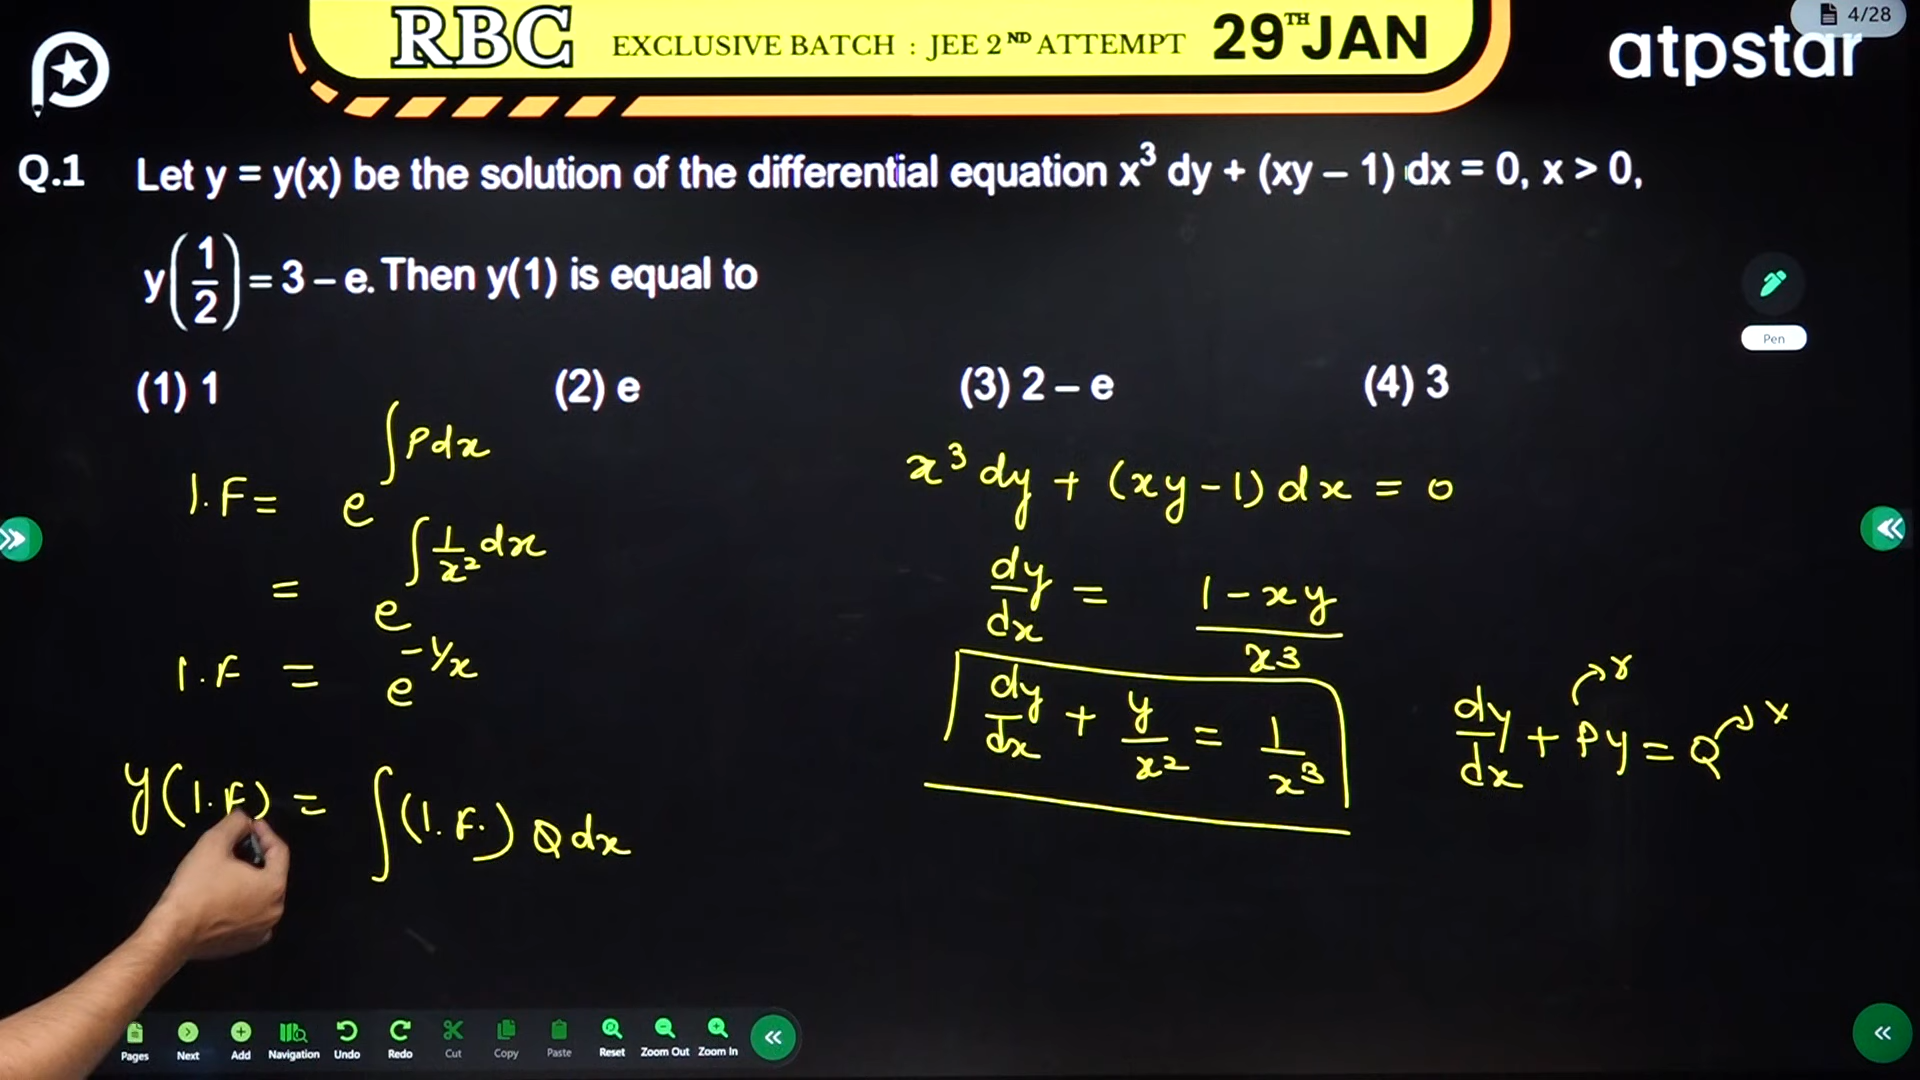 RBC EXCLUSIVE BATCH : JEE 2ND ATTEMPT 29TH JAN
4/28
atpstar
Q.1 Let y = y(x) be the solution of the differential equation x³ dy + (xy – 1) dx = 0, x > 0,
y(1/2) = 3 – e. Then y(1) is equal to
Pen
(1) 1 (2) e (3) 2 – e (4) 3
I.F = e^∫Pdx
= e^∫1/x² dx
I.F = e^-1/x
y(I.F) = ∫(I.F.) Q dx
x³ dy + (xy-1) dx = 0
dy/dx = 1-xy/x³
dy/dx + y/x² = 1/x³
dy/dx + Py = Q
x
Pages Next Add Navigation Undo Redo Cut Copy Paste Reset Zoom Out Zoom In